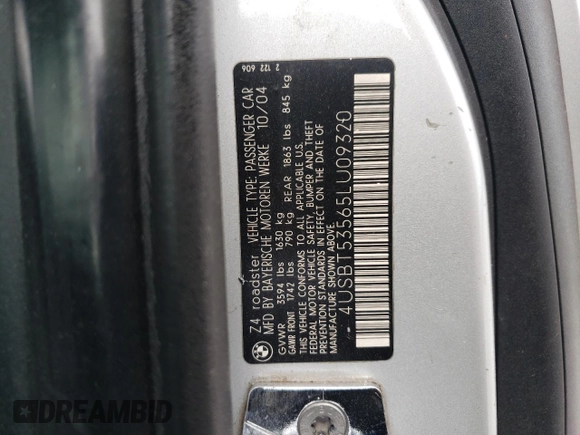 2 122 606
Z4 roadster VEHICLE TYPE: PASSENGER CAR
MFD BY BAYERISCHE MOTOREN WERKE 10/04
GVWR 3594 lbs 1630 kg
GAWR FRONT 1742 lbs 790 kg REAR 1863 lbs 845 kg
THIS VEHICLE CONFORMS TO ALL APPLICABLE U.S.
FEDERAL MOTOR VEHICLE SAFETY, BUMPER AND THEFT
PREVENTION STANDARDS IN EFFECT ON THE DATE OF
MANUFACTURE SHOWN ABOVE.
4USBT53565LU09320
BMW
DREAMBID